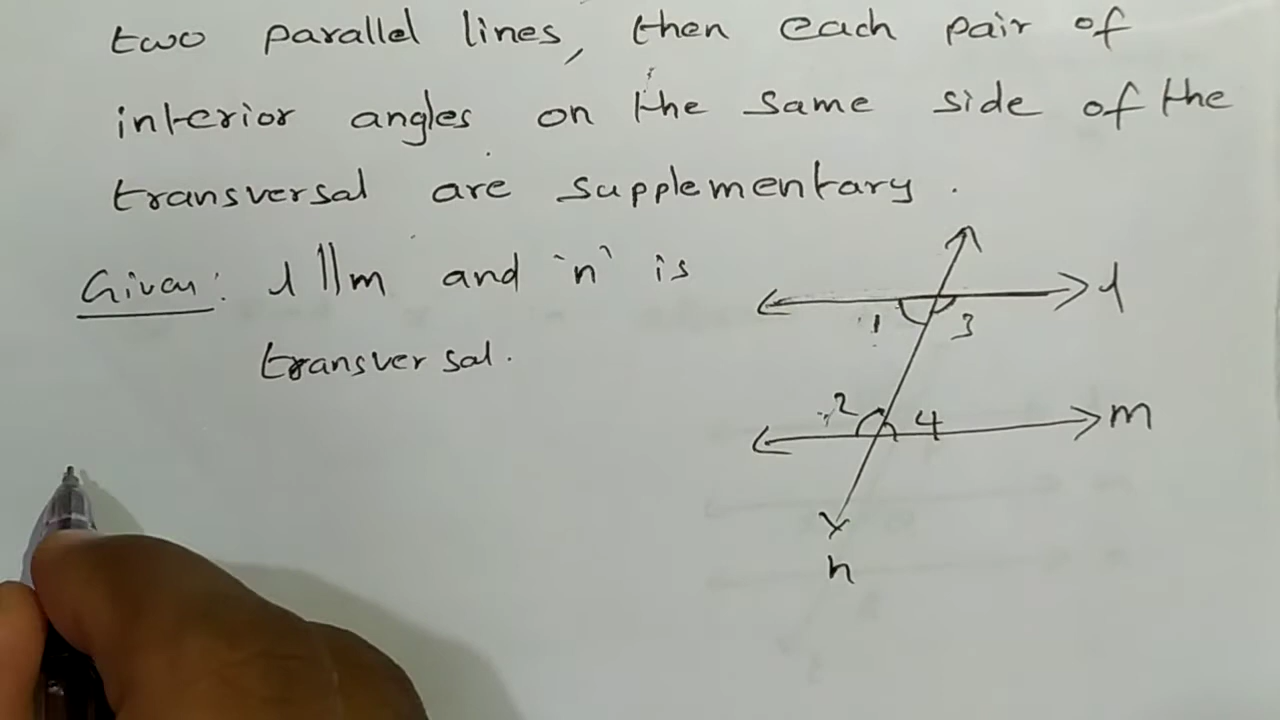 two parallel lines, then each pair of
interior angles on the same side of the
transversal are supplementary.
Given: l || m and 'n' is
transversal.
l
1 3
2 4
m
n